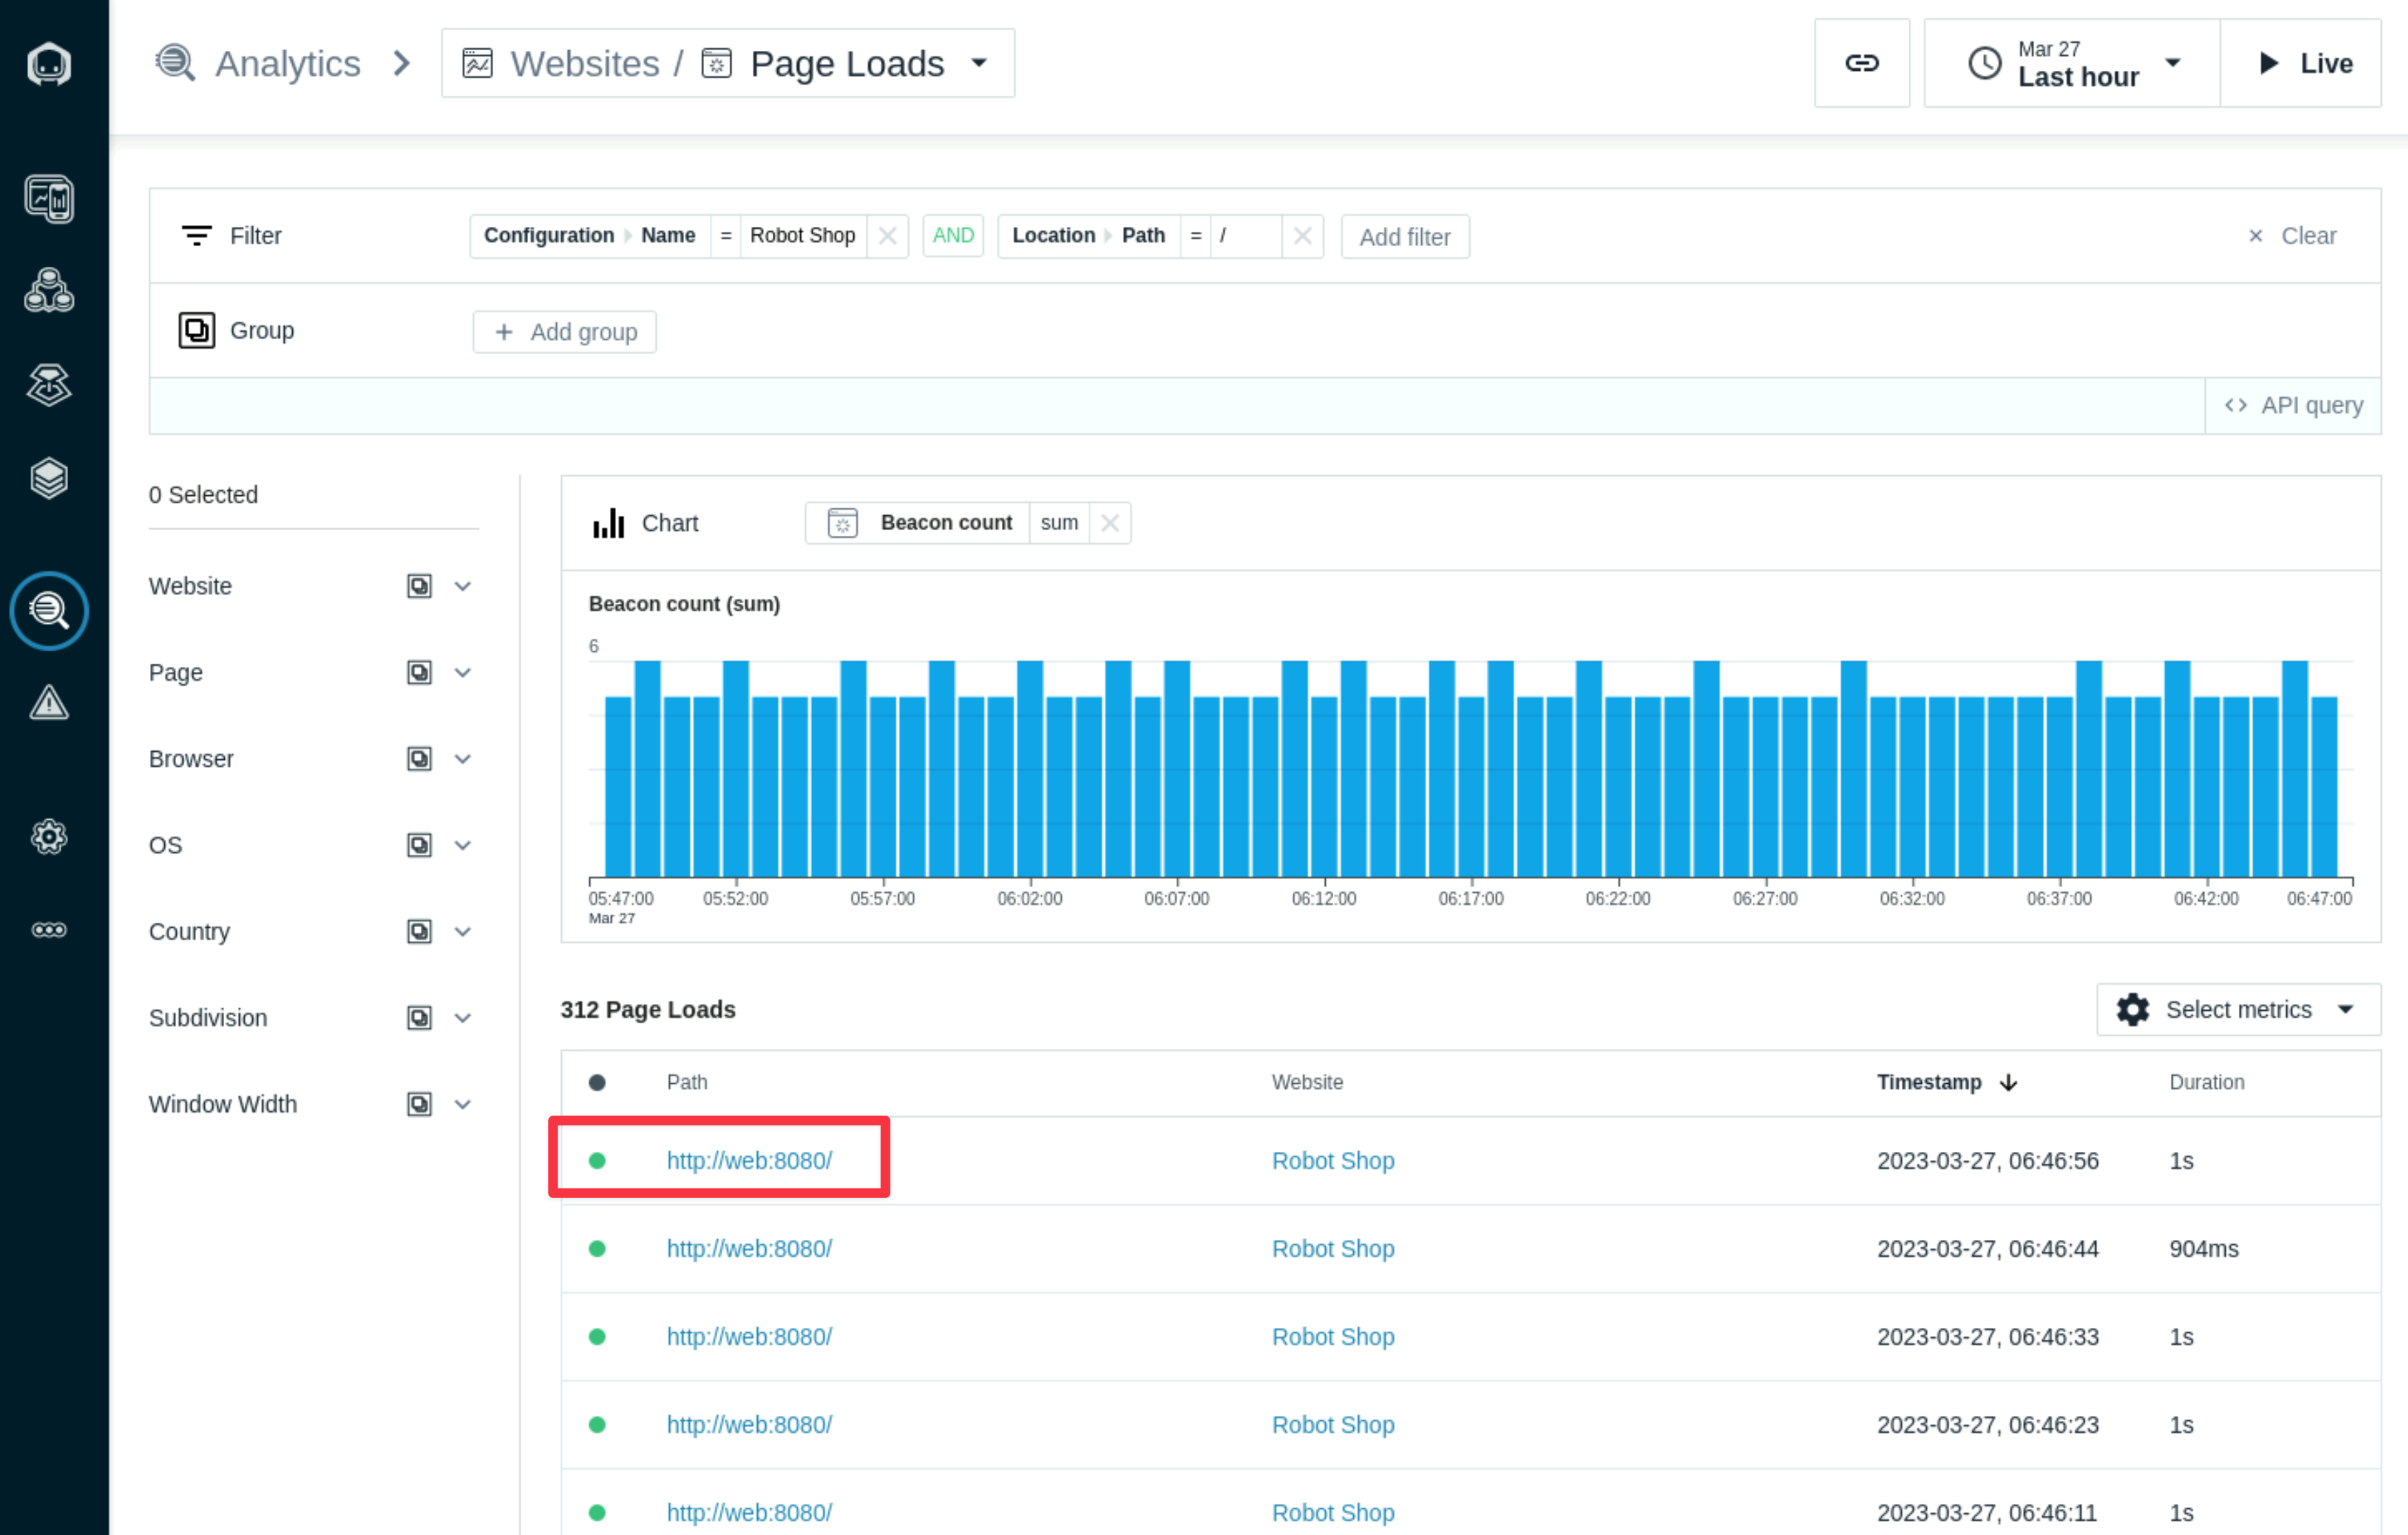 Analytics
Websites / Page Loads
Mar 27
Last hour
Live
Filter
Configuration Name = Robot Shop AND Location Path = / Add filter
× Clear
Group
+ Add group
<> API query
0 Selected
Website
Page
Browser
OS
Country
Subdivision
Window Width
Chart
Beacon count sum
Beacon count (sum)
6
05:47:00 05:52:00 05:57:00 06:02:00 06:07:00 06:12:00 06:17:00 06:22:00 06:27:00 06:32:00 06:37:00 06:42:00 06:47:00
Mar 27
312 Page Loads
Select metrics
Path Website Timestamp Duration
http://web:8080/ Robot Shop 2023-03-27, 06:46:56 1s
http://web:8080/ Robot Shop 2023-03-27, 06:46:44 904ms
http://web:8080/ Robot Shop 2023-03-27, 06:46:33 1s
http://web:8080/ Robot Shop 2023-03-27, 06:46:23 1s
http://web:8080/ Robot Shop 2023-03-27, 06:46:11 1s